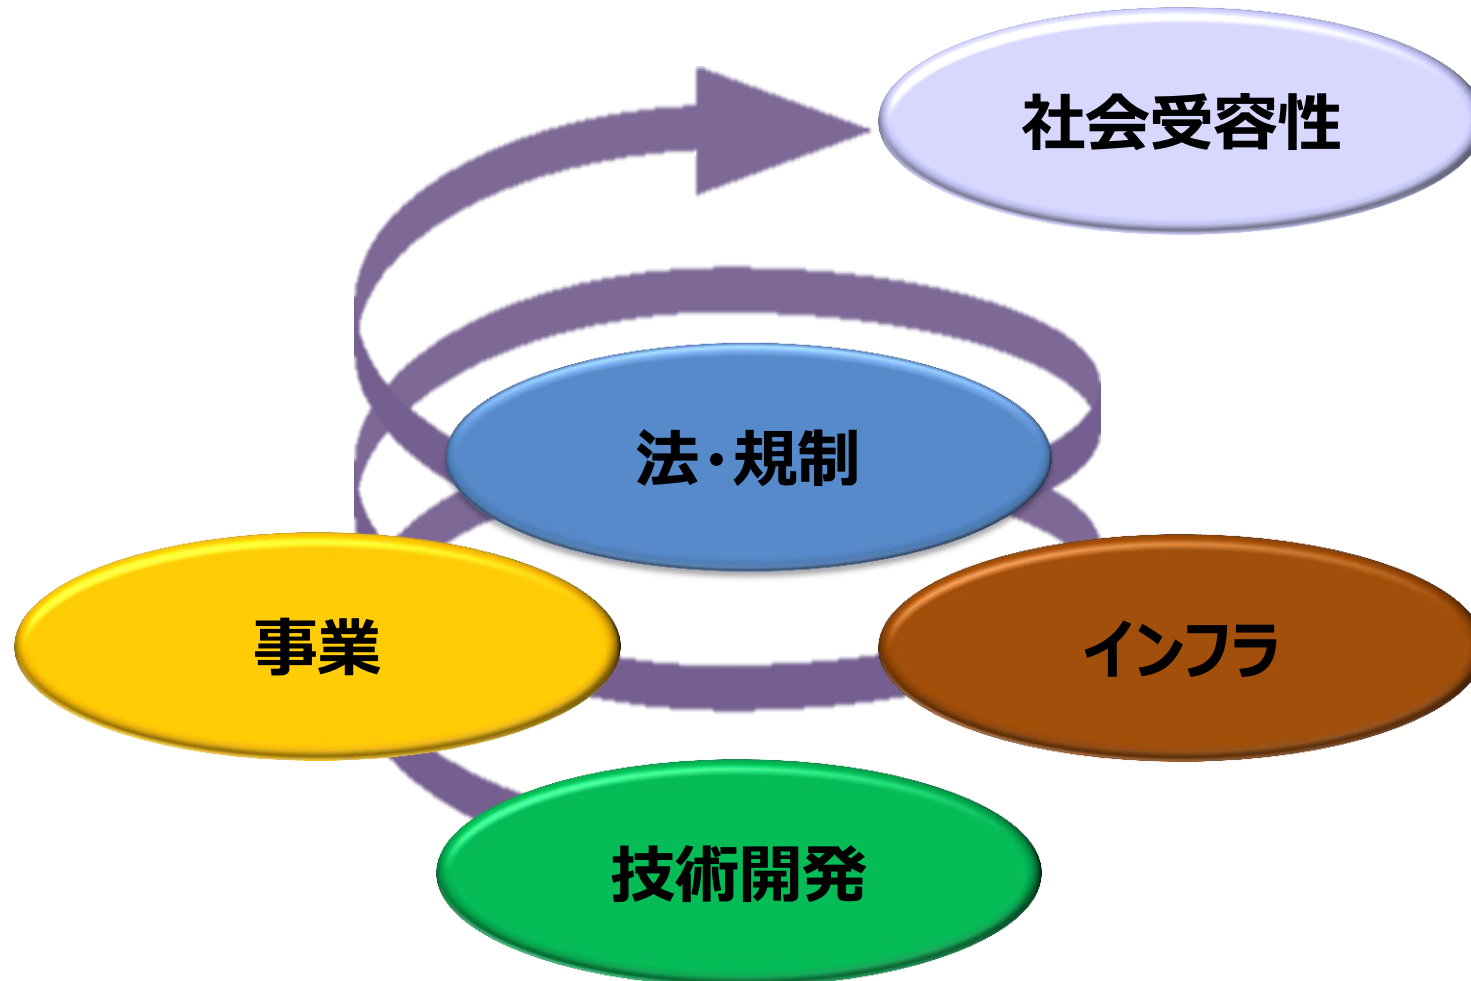 社会受容性
法・規制
事業
インフラ
技術開発